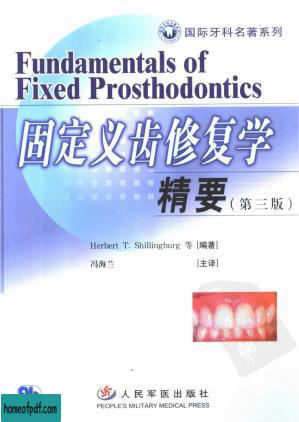 国际牙科名著系列
Fundamentals of
Fixed Prosthodontics
固定义齿修复学
精要(第三版)
Herbert T. Shillingburg 等 [编著]
冯海兰 [主译]
人民军医出版社
PEOPLE'S MILITARY MEDICAL PRESS
homeofpdf.com